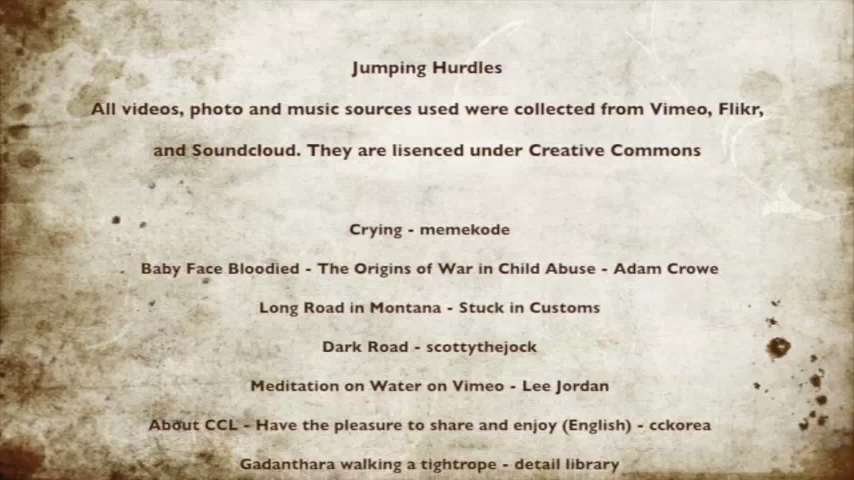 Jumping Hurdles
All videos, photo and music sources used were collected from Vimeo, Flikr,
and Soundcloud. They are lisenced under Creative Commons
Crying - memekode
Baby Face Bloodied - The Origins of War in Child Abuse - Adam Crowe
Long Road in Montana - Stuck in Customs
Dark Road - scottythejock
Meditation on Water on Vimeo - Lee Jordan
About CCL - Have the pleasure to share and enjoy (English) - cckorea
Gadanthara walking a tightrope - detail library